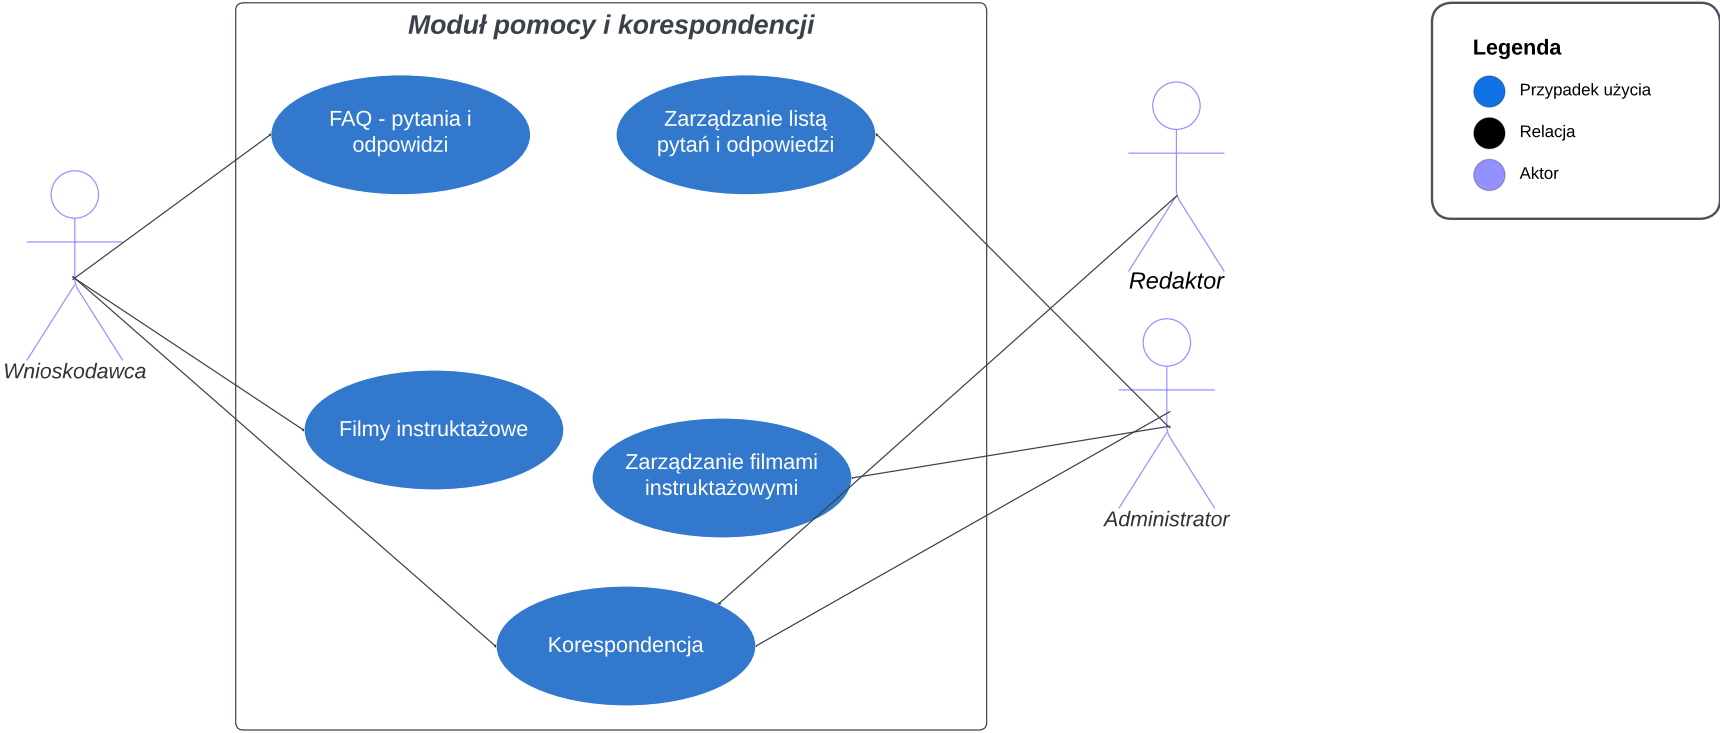 Moduł pomocy i korespondencji
FAQ - pytania i
odpowidzi
Zarządzanie listą
pytań i odpowiedzi
Wnioskodawca
Filmy instruktażowe
Zarządzanie filmami
instruktażowymi
Korespondencja
Redaktor
Administrator
Legenda
Przypadek użycia
Relacja
Aktor